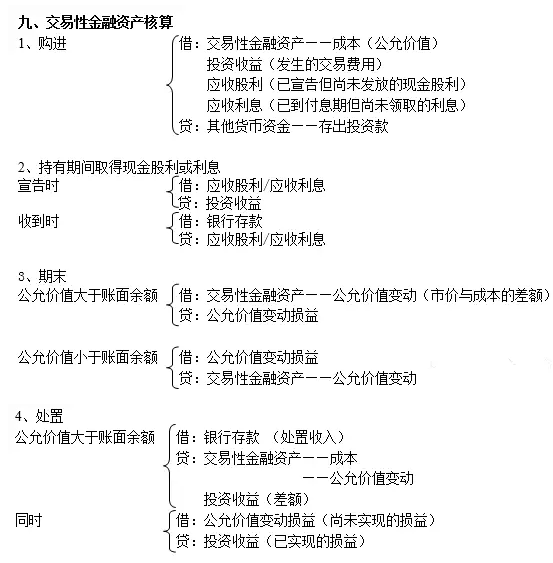 九、交易性金融资产核算
1、购进 借：交易性金融资产——成本（公允价值）
投资收益（发生的交易费用）
应收股利（已宣告但尚未发放的现金股利）
应收利息（已到付息期但尚未领取的利息）
贷：其他货币资金——存出投资款
2、持有期间取得现金股利或利息
宣告时 借：应收股利/应收利息
贷：投资收益
收到时 借：银行存款
贷：应收股利/应收利息
3、期末
公允价值大于账面余额 借：交易性金融资产——公允价值变动（市价与成本的差额）
贷：公允价值变动损益
公允价值小于账面余额 借：公允价值变动损益
贷：交易性金融资产——公允价值变动
4、处置
公允价值大于账面余额 借：银行存款 （处置收入）
贷：交易性金融资产——成本
——公允价值变动
投资收益（差额）
同时 借：公允价值变动损益（尚未实现的损益）
贷：投资收益（已实现的损益）